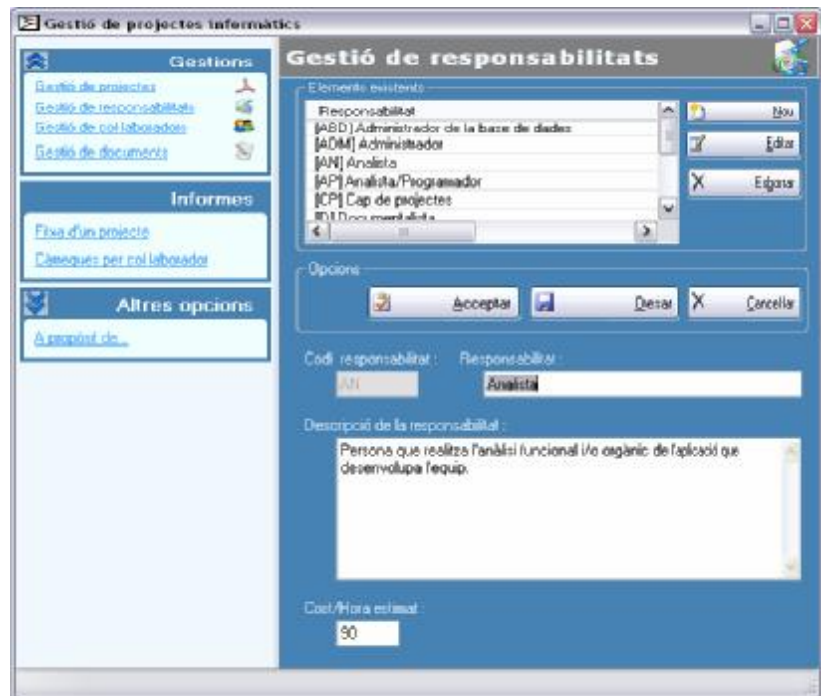 Gestió de projectes informàtics
Gestions
Gestió de projectes
Gestió de responsabilitats
Gestió de col·laboradors
Gestió de documents
Informes
Fitxa d'un projecte
Càrregues per col·laborador
Altres opcions
A propòsit de...
Gestió de responsabilitats
Elements existents
Responsabilitat
[ABD] Administrador de la base de dades
[ADM] Administrador
[AN] Analista
[AP] Analista/Programador
[CP] Cap de projectes
[D] Documentalista
Nou
Editar
Esborrar
Opcions
Acceptar
Desar
Cancel·lar
Codi responsabilitat :
Responsabilitat :
AN
Analista
Descripció de la responsabilitat :
Persona que realitza l'anàlisi funcional i/o orgànic de l'aplicació que
desenvolupa l'equip.
Cost/Hora estimat :
90